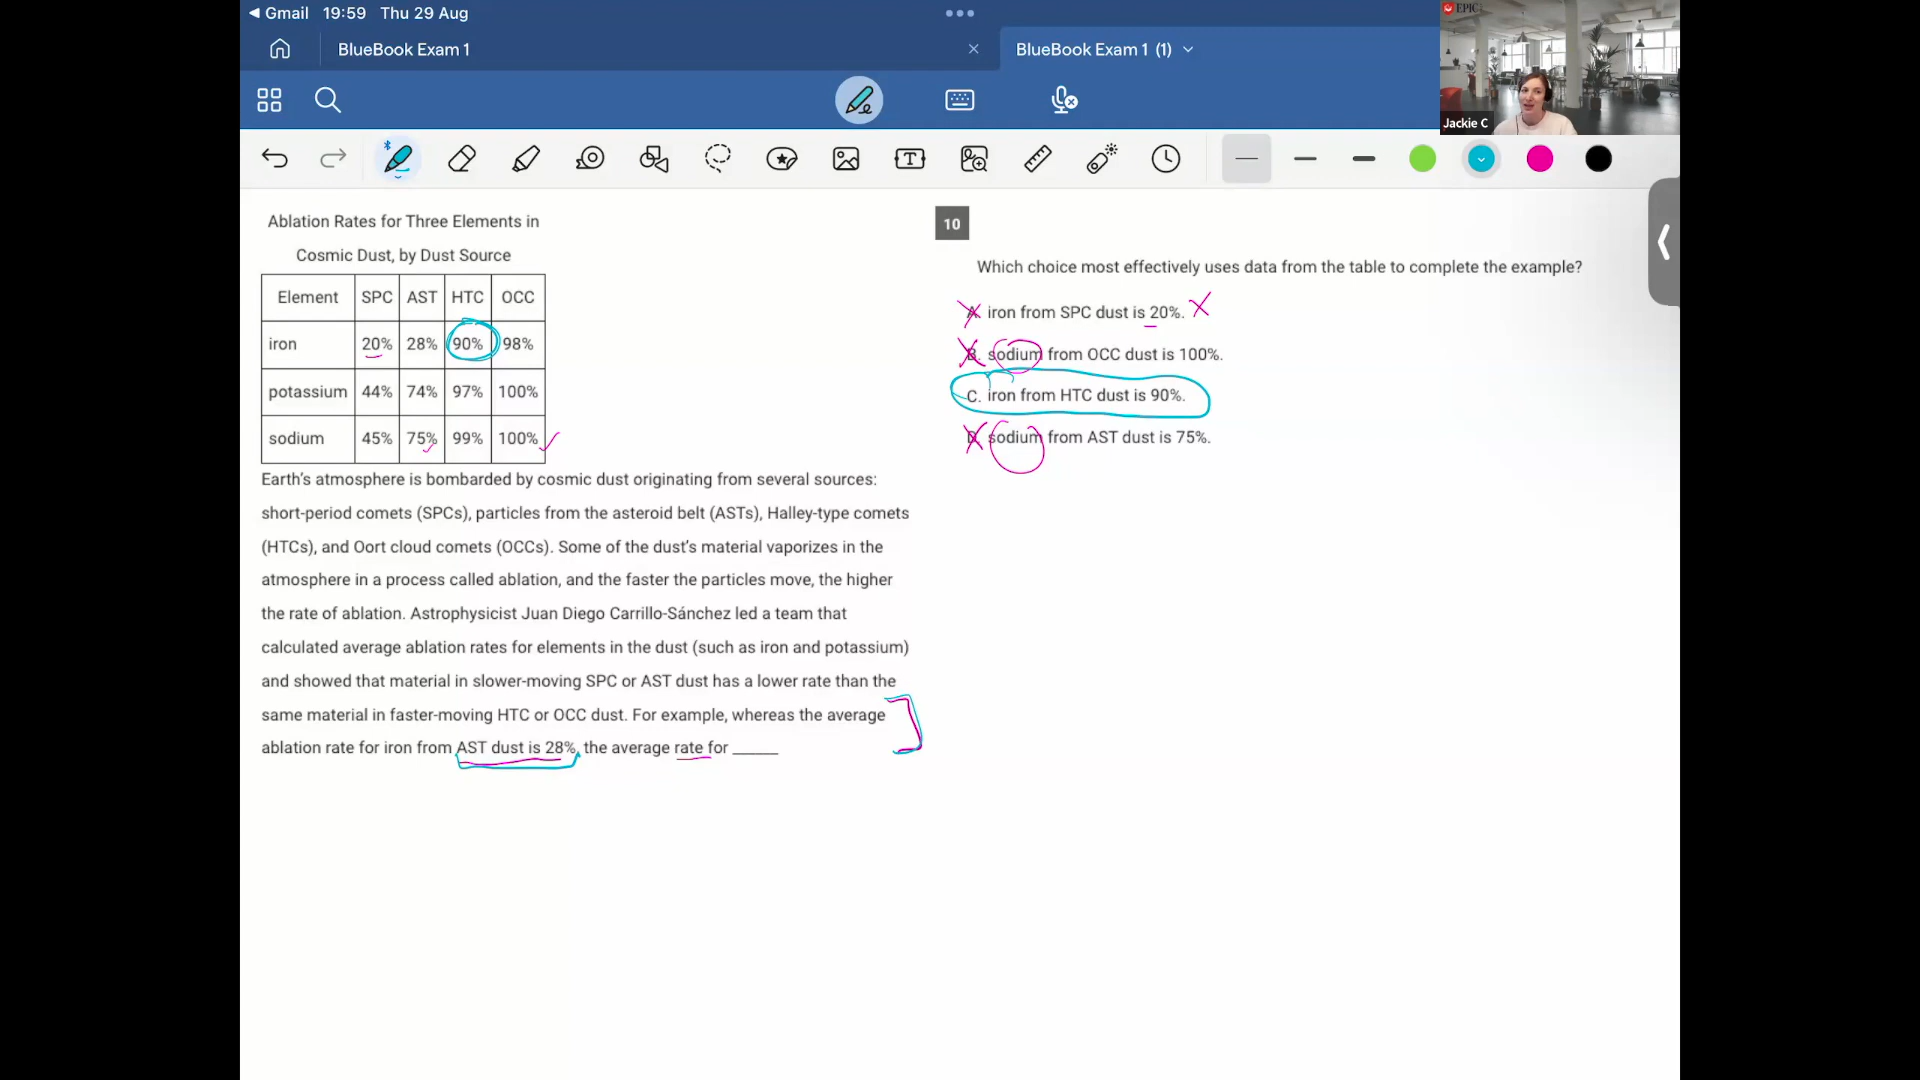 Gmail 19:59 Thu 29 Aug
BlueBook Exam 1
BlueBook Exam 1 (1)
EPIC
Jackie C
Ablation Rates for Three Elements in
Cosmic Dust, by Dust Source
Element SPC AST HTC OCC
iron 20% 28% 90% 98%
potassium 44% 74% 97% 100%
sodium 45% 75% 99% 100%
Earth's atmosphere is bombarded by cosmic dust originating from several sources:
short-period comets (SPCs), particles from the asteroid belt (ASTs), Halley-type comets
(HTCs), and Oort cloud comets (OCCs). Some of the dust's material vaporizes in the
atmosphere in a process called ablation, and the faster the particles move, the higher
the rate of ablation. Astrophysicist Juan Diego Carrillo-Sánchez led a team that
calculated average ablation rates for elements in the dust (such as iron and potassium)
and showed that material in slower-moving SPC or AST dust has a lower rate than the
same material in faster-moving HTC or OCC dust. For example, whereas the average
ablation rate for iron from AST dust is 28%, the average rate for ______
10
Which choice most effectively uses data from the table to complete the example?
A. iron from SPC dust is 20%.
B. sodium from OCC dust is 100%.
C. iron from HTC dust is 90%.
D. sodium from AST dust is 75%.